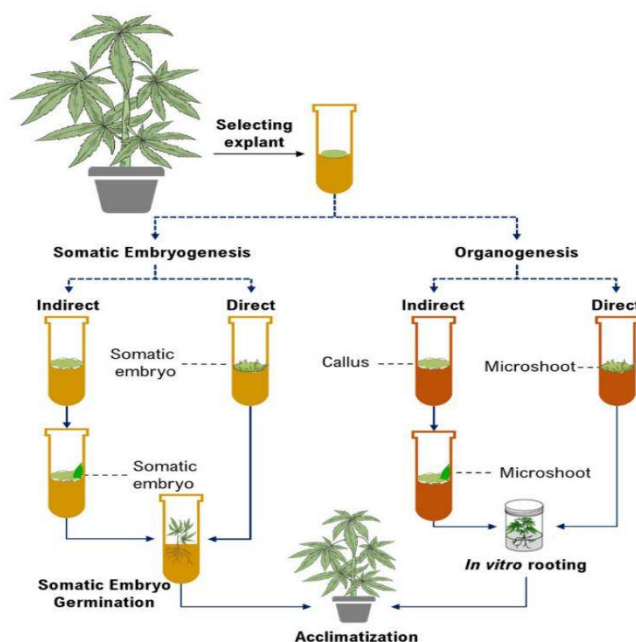 Selecting
explant
Somatic Embryogenesis
Organogenesis
Indirect
Direct
Indirect
Direct
Somatic
embryo
Callus
Microshoot
Somatic
embryo
Microshoot
Somatic Embryo
Germination
In vitro rooting
Acclimatization